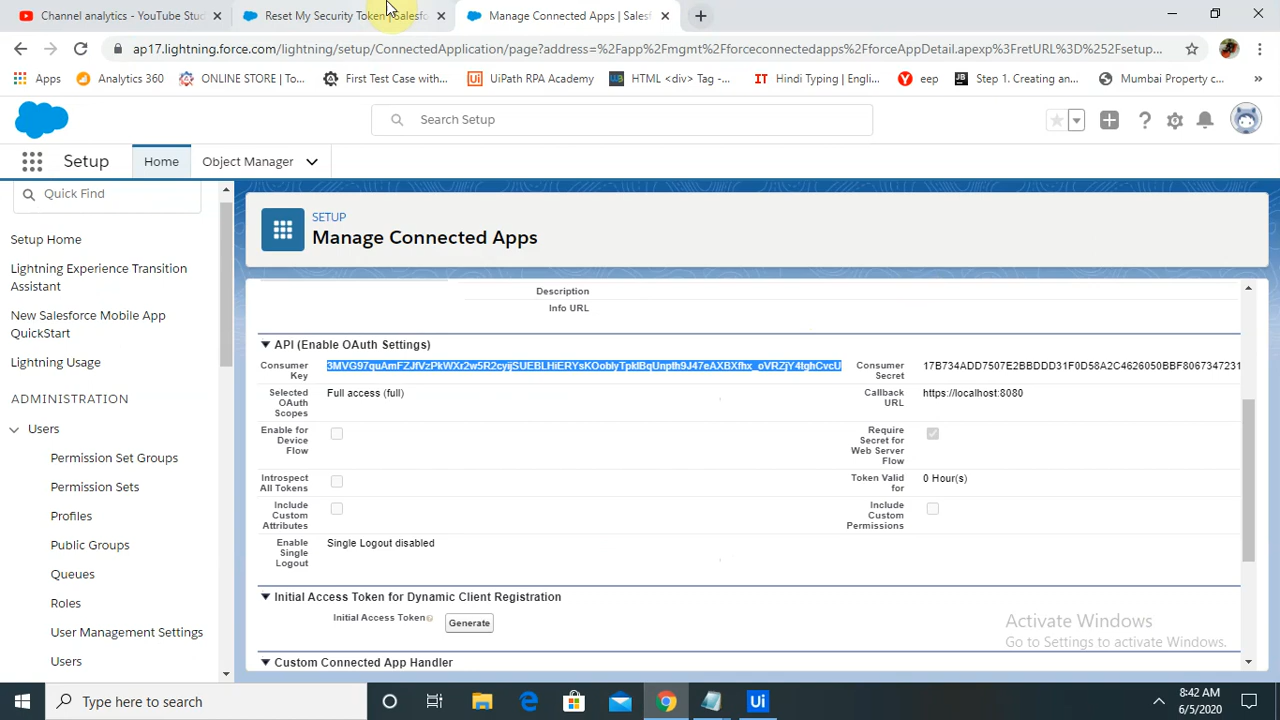 Channel analytics - YouTube Stu
Reset My Security Token | Salesfo
Manage Connected Apps | Salesf
ap17.lightning.force.com/lightning/setup/ConnectedApplication/page?address=%2Fapp%2Fmgmt%2Fforceconnectedapps%2FforceAppDetail.apexp%3FretURL%3D%252Fsetup...
Apps
Analytics 360
ONLINE STORE | To...
First Test Case with...
UiPath RPA Academy
HTML <div> Tag -...
IT Hindi Typing | Engli...
eep
Step 1. Creating an...
Mumbai Property c...
Search Setup
Setup
Home
Object Manager
Quick Find
Setup Home
Lightning Experience Transition
Assistant
New Salesforce Mobile App
QuickStart
Lightning Usage
ADMINISTRATION
Users
Permission Set Groups
Permission Sets
Profiles
Public Groups
Queues
Roles
User Management Settings
Users
SETUP
Manage Connected Apps
Description
Info URL
API (Enable OAuth Settings)
Consumer
Key
Consumer
Secret
17B734ADD7507E2BBDDD31F0D58A2C4626050BBF8067347231
Selected
OAuth
Scopes
Full access (full)
Callback
URL
https://localhost:8080
Enable for
Device
Flow
Require
Secret for
Web Server
Flow
Introspect
All Tokens
Token Valid
for
0 Hour(s)
Include
Custom
Attributes
Include
Custom
Permissions
Enable
Single
Logout
Single Logout disabled
Initial Access Token for Dynamic Client Registration
Initial Access Token
Generate
Custom Connected App Handler
Activate Windows
Go to Settings to activate Windows.
Type here to search
Ui
8:42 AM
6/5/2020